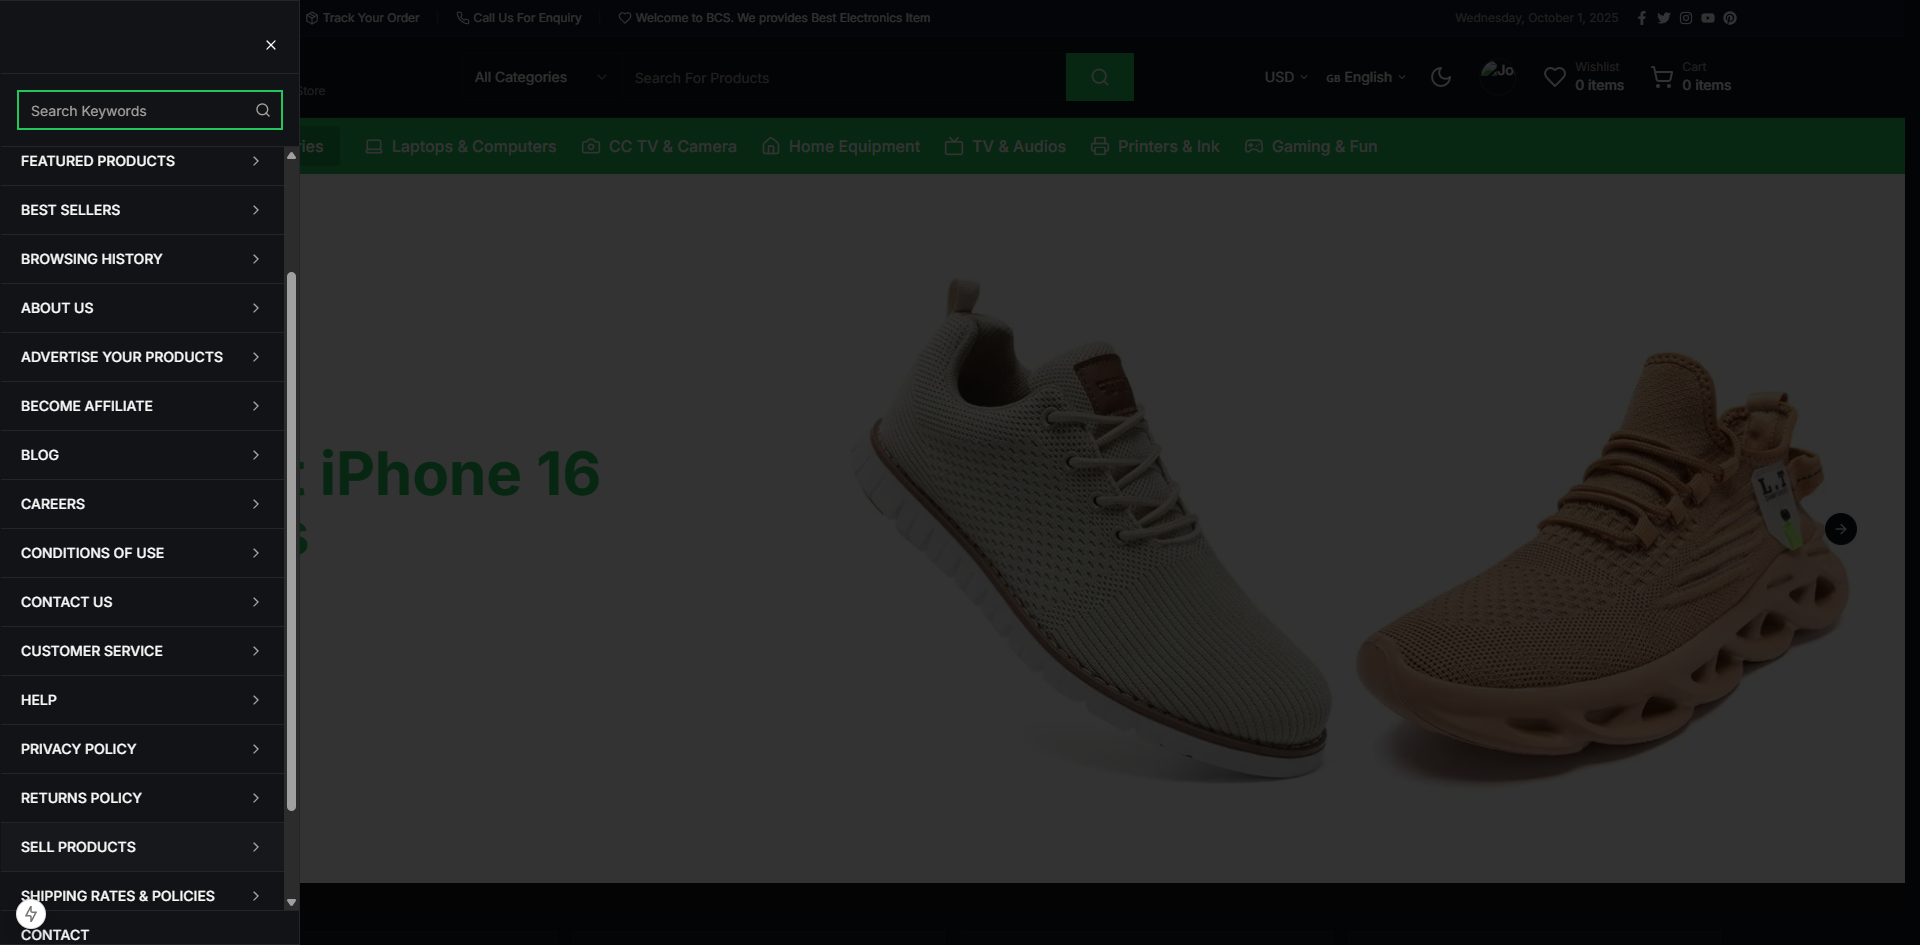 Track Your Order
Call Us For Enquiry
Welcome to BCS. We provides Best Electronics Item
Wednesday, October 1, 2025
Search Keywords
Store
All Categories
Search For Products
USD
GB English
Jo
Wishlist
0 items
Cart
0 items
ies
Laptops & Computers
CC TV & Camera
Home Equipment
TV & Audios
Printers & Ink
Gaming & Fun
FEATURED PRODUCTS
BEST SELLERS
BROWSING HISTORY
ABOUT US
ADVERTISE YOUR PRODUCTS
BECOME AFFILIATE
BLOG
CAREERS
CONDITIONS OF USE
CONTACT US
CUSTOMER SERVICE
HELP
PRIVACY POLICY
RETURNS POLICY
SELL PRODUCTS
SHIPPING RATES & POLICIES
CONTACT
t iPhone 16
s